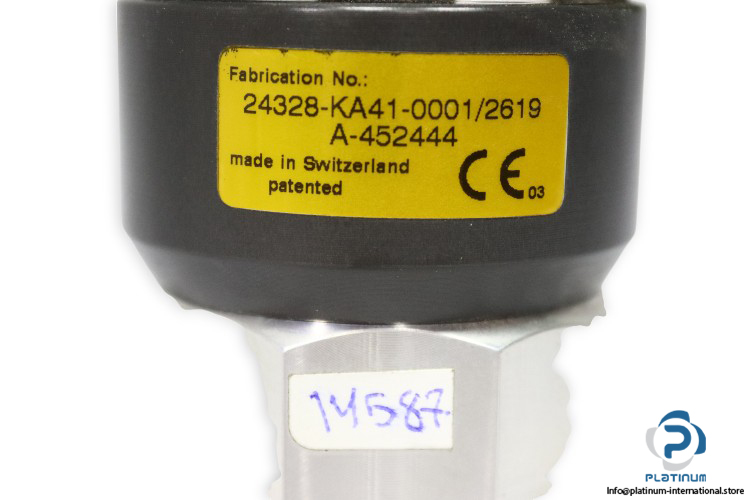 Fabrication No.:
24328-KA41-0001/2619
A-452444
made in Switzerland
patented
CE 03
14587
PLATINUM
Info@platinum-international.store